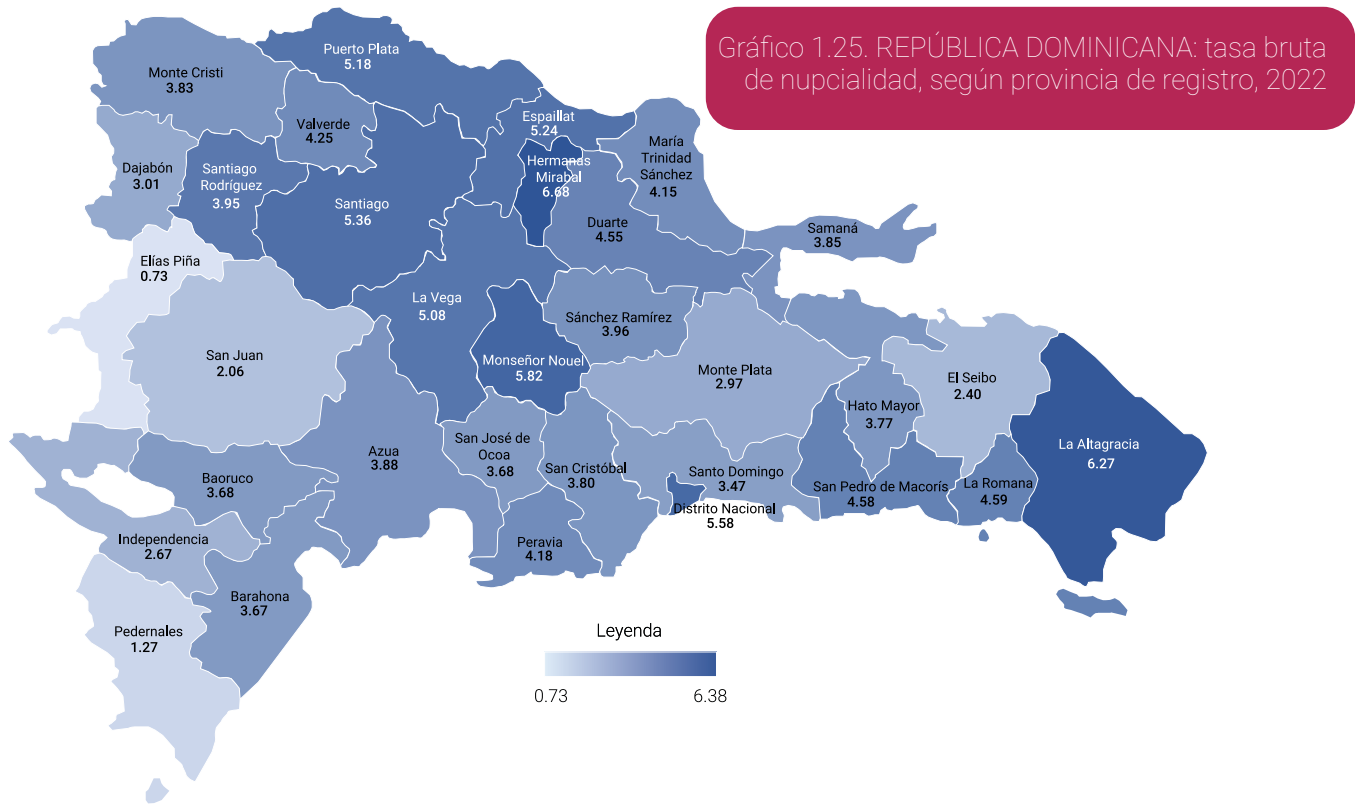 Gráfico 1.25. REPÚBLICA DOMINICANA: tasa bruta
de nupcialidad, según provincia de registro, 2022
Puerto Plata
5.18
Monte Cristi
3.83
Valverde
4.25
Espaillat
5.24
María
Trinidad
Sánchez
4.15
Hermanas
Mirabal
6.68
Dajabón
3.01
Santiago
Rodríguez
3.95
Santiago
5.36
Duarte
4.55
Samaná
3.85
Elías Piña
0.73
La Vega
5.08
Sánchez Ramírez
3.96
San Juan
2.06
Monseñor Nouel
5.82
Monte Plata
2.97
El Seibo
2.40
Hato Mayor
3.77
La Altagracia
6.27
Azua
3.88
San José de
Ocoa
3.68
San Cristóbal
3.80
Santo Domingo
3.47
Baoruco
3.68
San Pedro de Macorís
4.58
La Romana
4.59
Distrito Nacional
5.58
Independencia
2.67
Peravia
4.18
Barahona
3.67
Pedernales
1.27
Leyenda
0.73
6.38